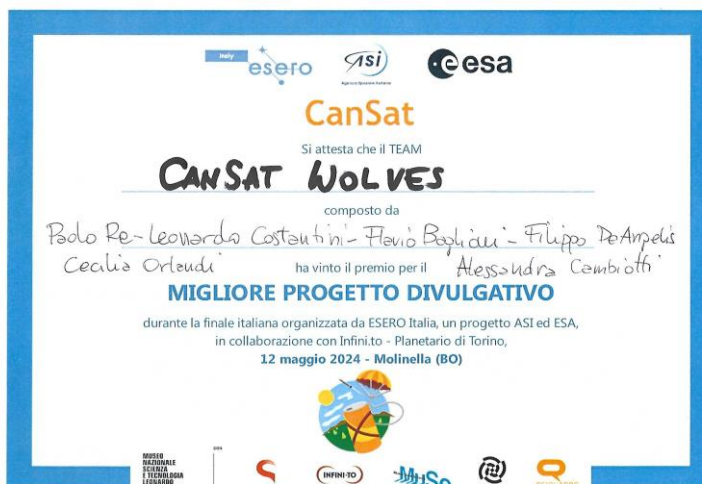 Italy
esero
asi
Agenzia Spaziale Italiana
esa
CanSat
Si attesta che il TEAM
CANSAT WOLVES
composto da
Paolo Re - Leonardo Costantini - Flavio Baglioni - Filippo De Angelis
Cecilia Orlandi ha vinto il premio per il Alessandra Cambiotti
MIGLIORE PROGETTO DIVULGATIVO
durante la finale italiana organizzata da ESERO Italia, un progetto ASI ed ESA,
in collaborazione con Infini.to - Planetario di Torino,
12 maggio 2024 - Molinella (BO)
MUSEO
NAZIONALE
SCIENZA
E TECNOLOGIA
LEONARDO
INFINI·TO
MUSe